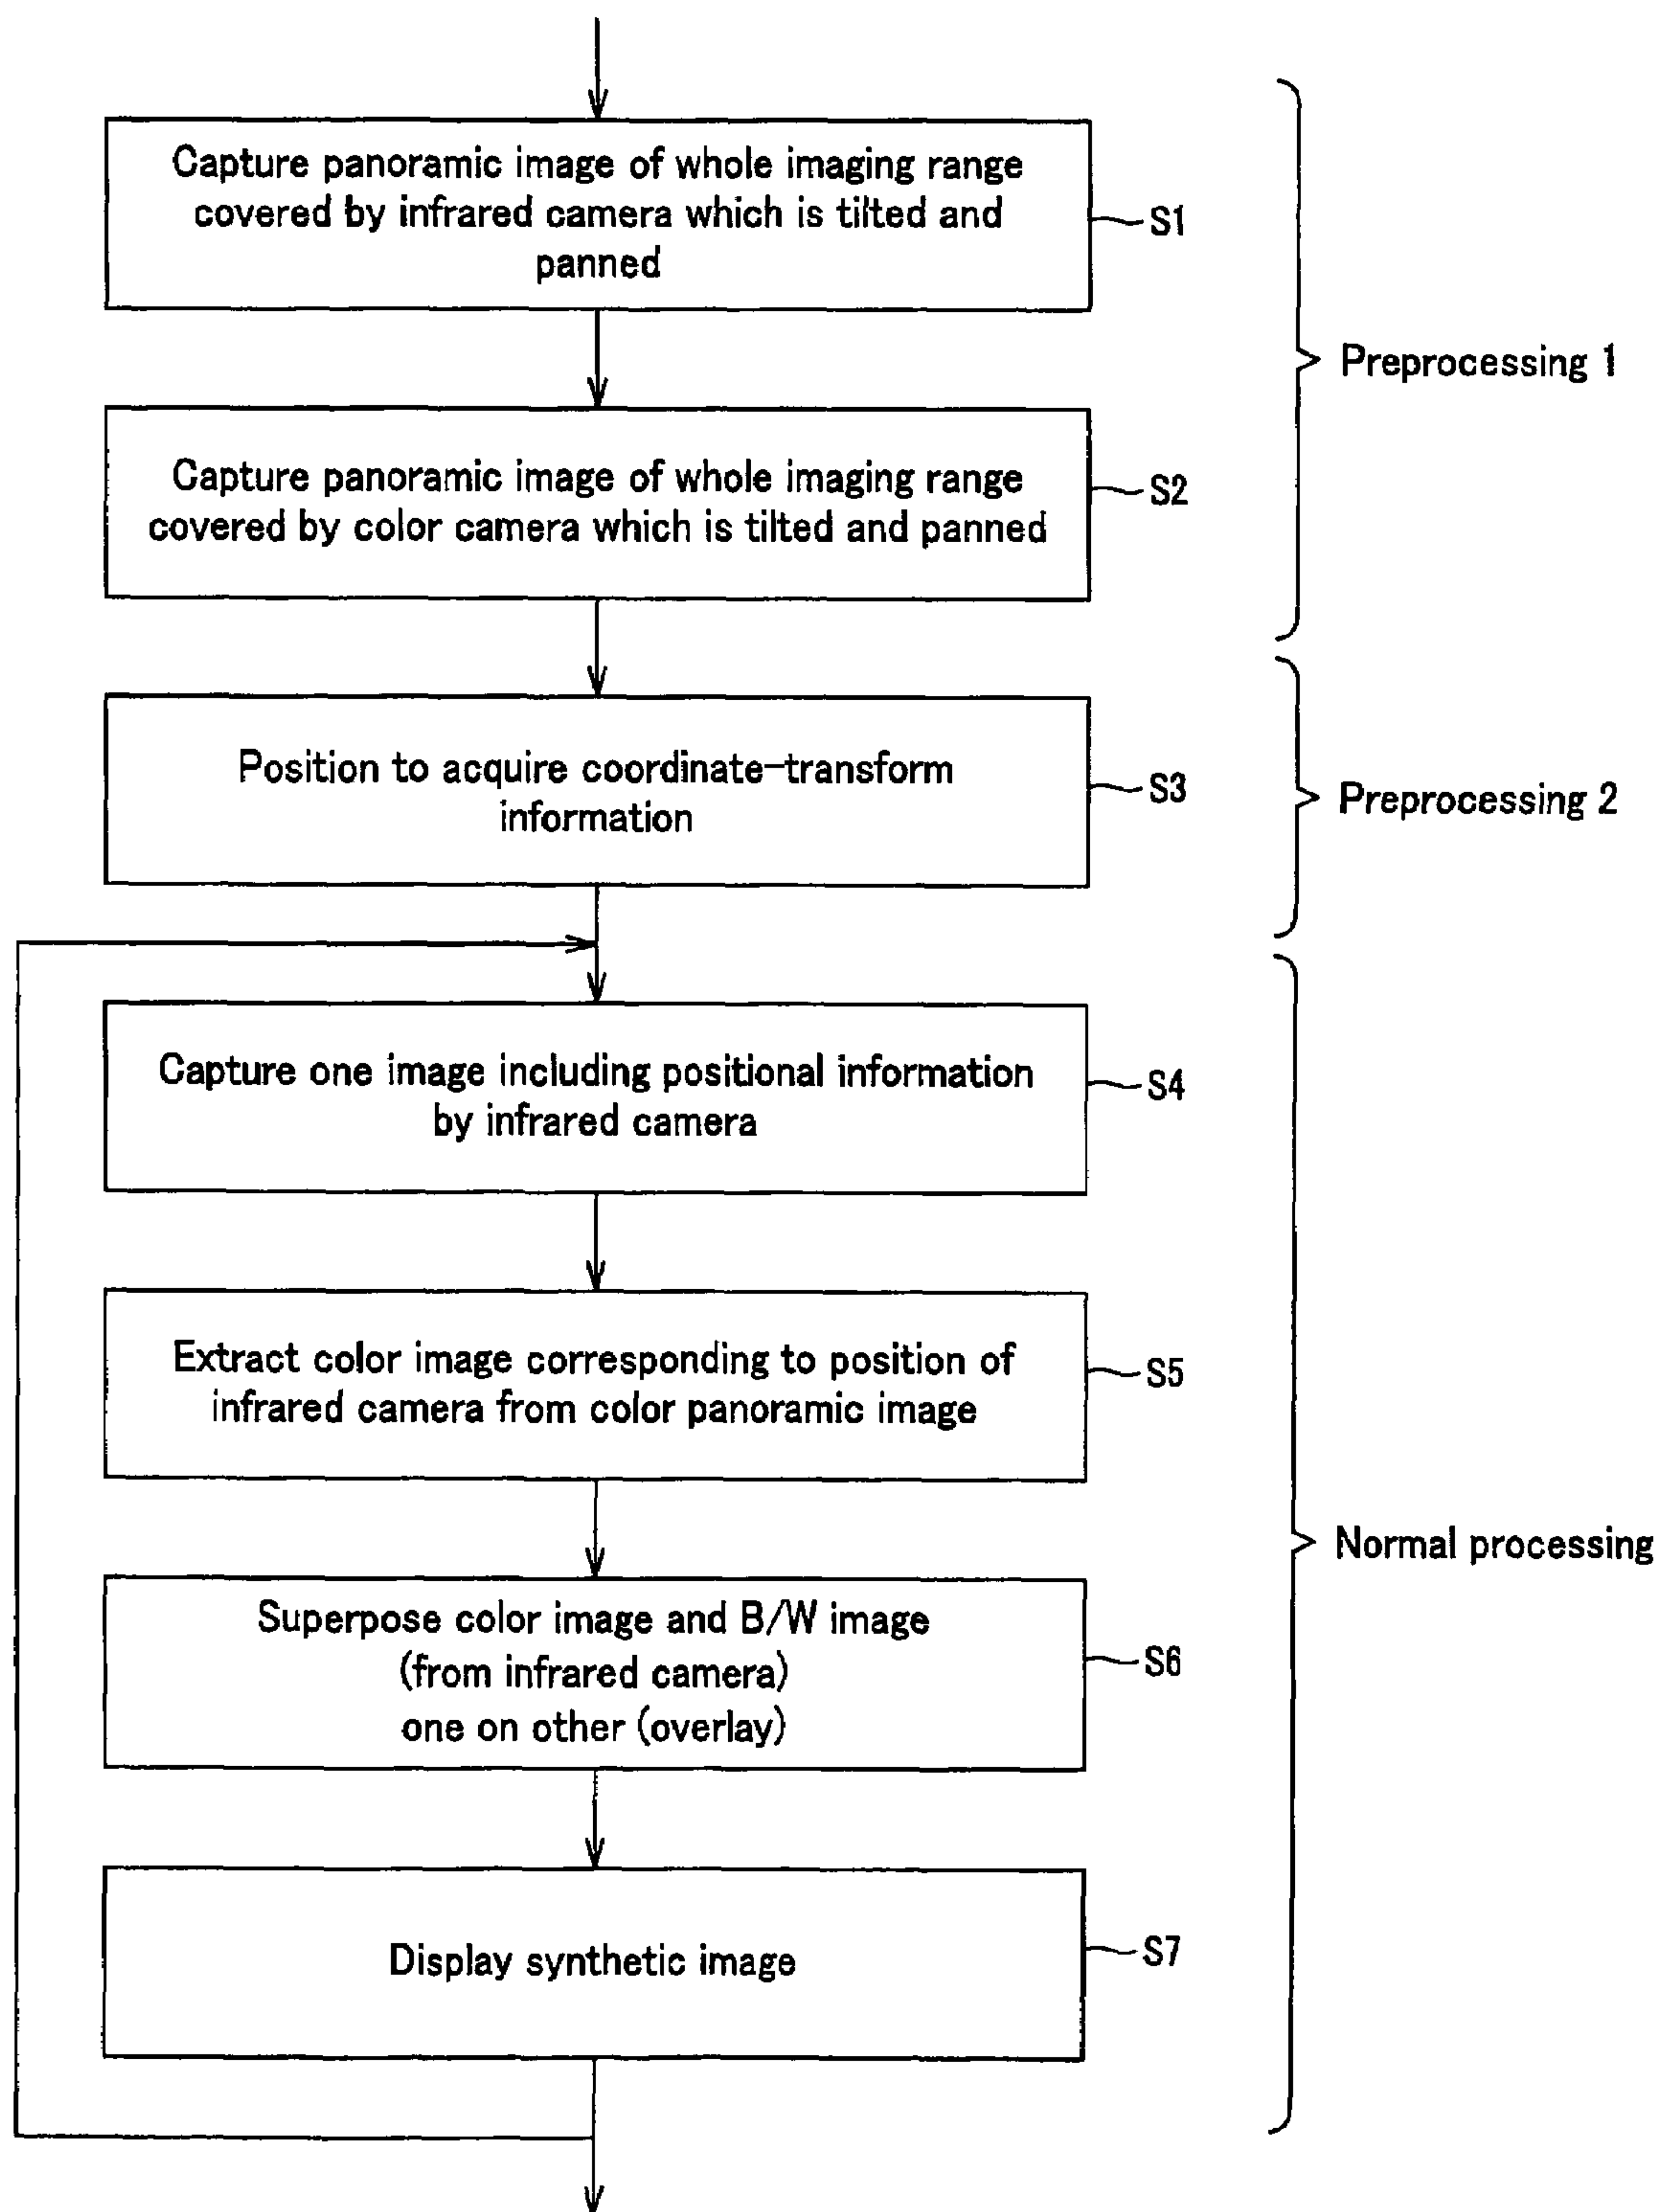 Capture panoramic image of whole imaging range
covered by infrared camera which is tilted and
panned
S1
Preprocessing 1
Capture panoramic image of whole imaging range
covered by color camera which is tilted and panned
S2
Position to acquire coordinate-transform
information
S3
Preprocessing 2
Capture one image including positional information
by infrared camera
S4
Extract color image corresponding to position of
infrared camera from color panoramic image
S5
Normal processing
Superpose color image and B/W image
(from infrared camera)
one on other (overlay)
S6
Display synthetic image
S7